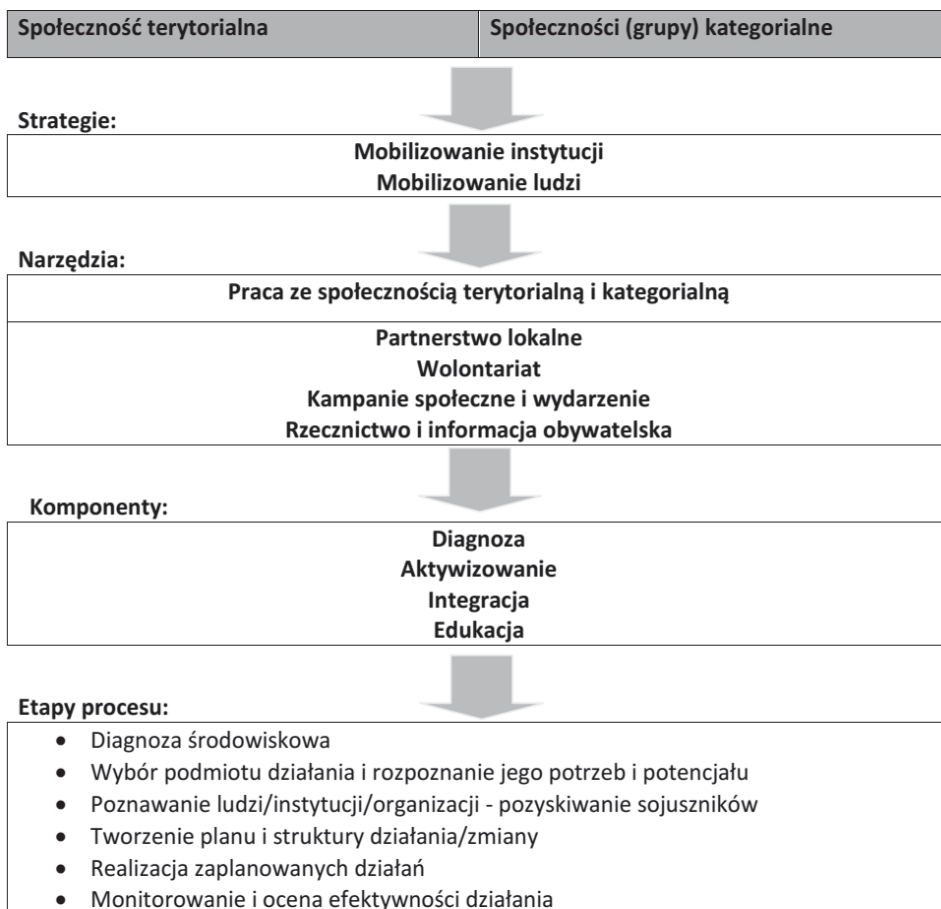 Społeczność terytorialna
Społeczności (grupy) kategorialne
Strategie:
Mobilizowanie instytucji
Mobilizowanie ludzi
Narzędzia:
Praca ze społecznością terytorialną i kategorialną
Partnerstwo lokalne
Wolontariat
Kampanie społeczne i wydarzenie
Rzecznictwo i informacja obywatelska
Komponenty:
Diagnoza
Aktywizowanie
Integracja
Edukacja
Etapy procesu:
• Diagnoza środowiskowa
• Wybór podmiotu działania i rozpoznanie jego potrzeb i potencjału
• Poznawanie ludzi/instytucji/organizacji - pozyskiwanie sojuszników
• Tworzenie planu i struktury działania/zmiany
• Realizacja zaplanowanych działań
• Monitorowanie i ocena efektywności działania